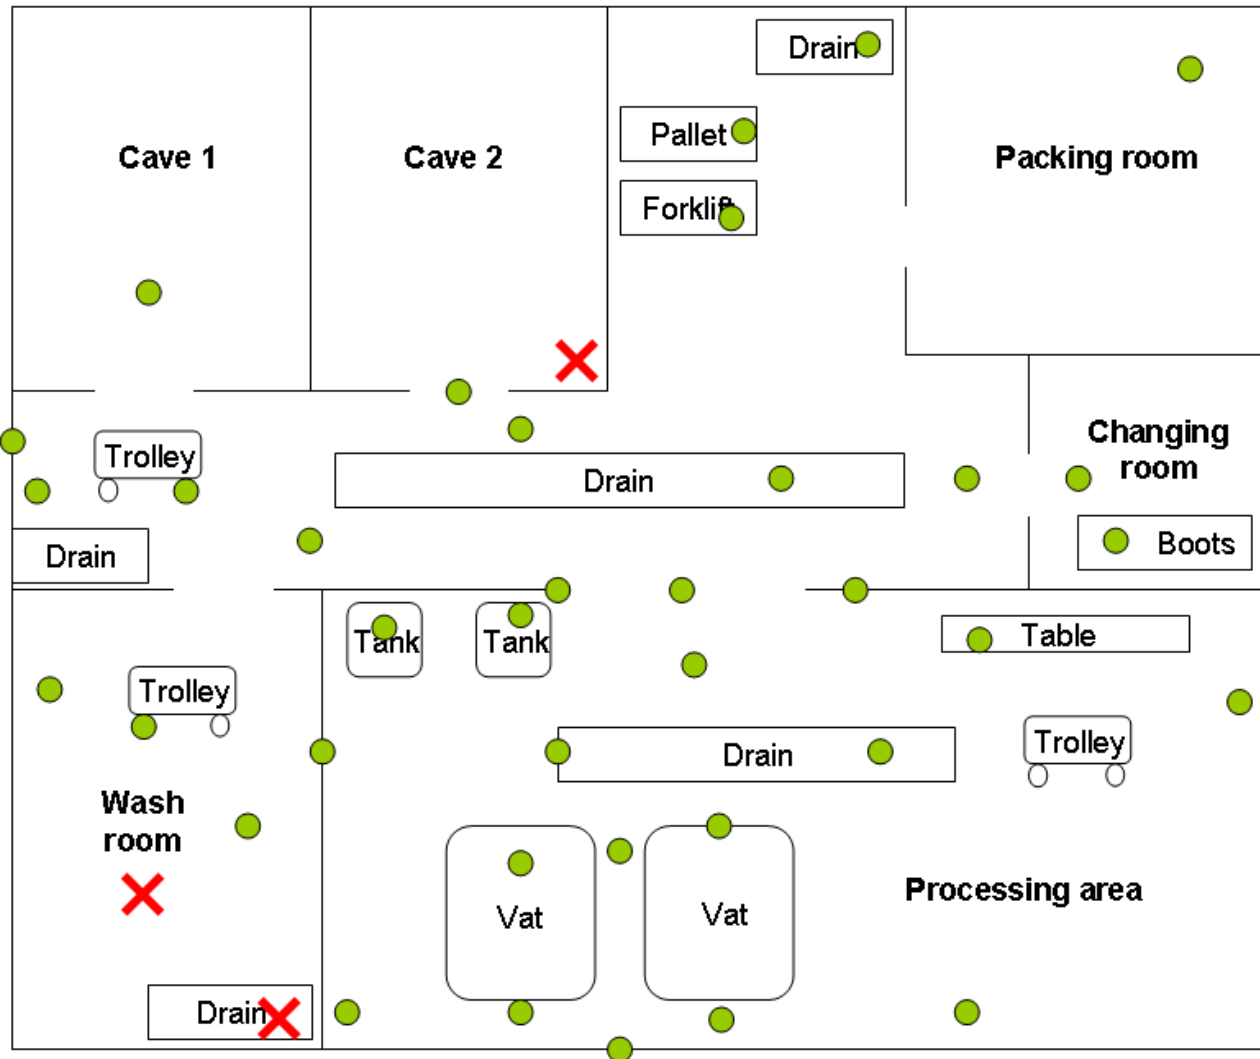 Drain
Pallet
Cave 1
Cave 2
Packing room
Forklift
Changing
room
Trolley
Drain
Drain
Boots
Tank
Tank
Table
Trolley
Trolley
Drain
Wash
room
Processing area
Vat
Vat
Drain